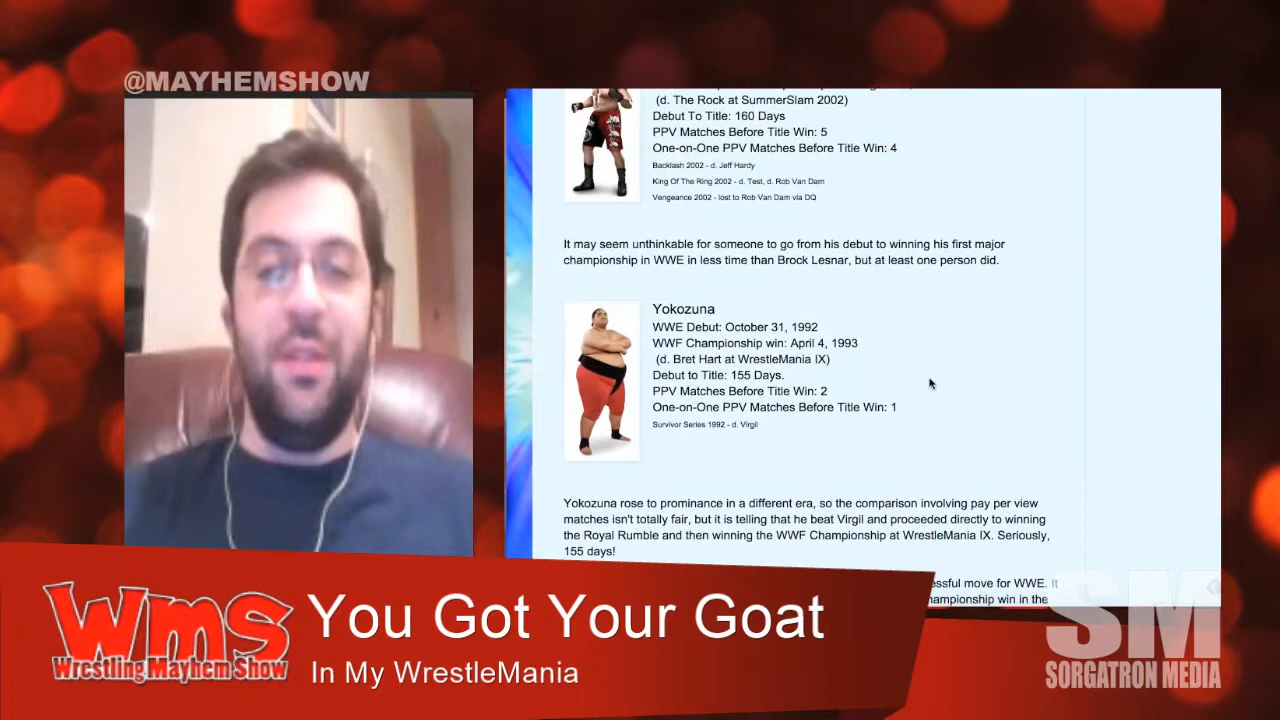 @MAYHEMSHOW
(d. The Rock at SummerSlam 2002)
Debut To Title: 160 Days
PPV Matches Before Title Win: 5
One-on-One PPV Matches Before Title Win: 4
Backlash 2002 - d. Jeff Hardy
King Of The Ring 2002 - d. Test, d. Rob Van Dam
Vengeance 2002 - lost to Rob Van Dam via DQ
It may seem unthinkable for someone to go from his debut to winning his first major
championship in WWE in less time than Brock Lesnar, but at least one person did.
Yokozuna
WWE Debut: October 31, 1992
WWF Championship win: April 4, 1993
(d. Bret Hart at WrestleMania IX)
Debut to Title: 155 Days.
PPV Matches Before Title Win: 2
One-on-One PPV Matches Before Title Win: 1
Survivor Series 1992 - d. Virgil
Yokozuna rose to prominence in a different era, so the comparison involving pay per view
matches isn't totally fair, but it is telling that he beat Virgil and proceeded directly to winning
the Royal Rumble and then winning the WWF Championship at WrestleMania IX. Seriously,
155 days!
essful move for WWE. It
hampionship win in the
Wms
Wrestling Mayhem Show
You Got Your Goat
In My WrestleMania
SM
SORGATRON MEDIA